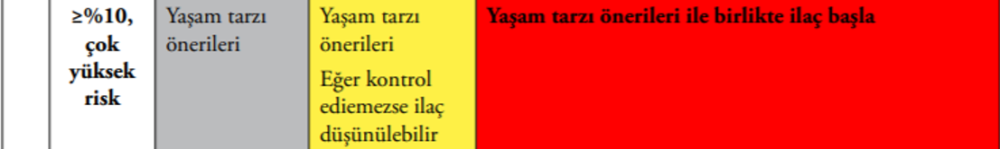 ≥%10,
çok
yüksek
risk
Yaşam tarzı
önerileri
Yaşam tarzı
önerileri
Eğer kontrol
ediemezse ilaç
düşünülebilir
Yaşam tarzı önerileri ile birlikte ilaç başla